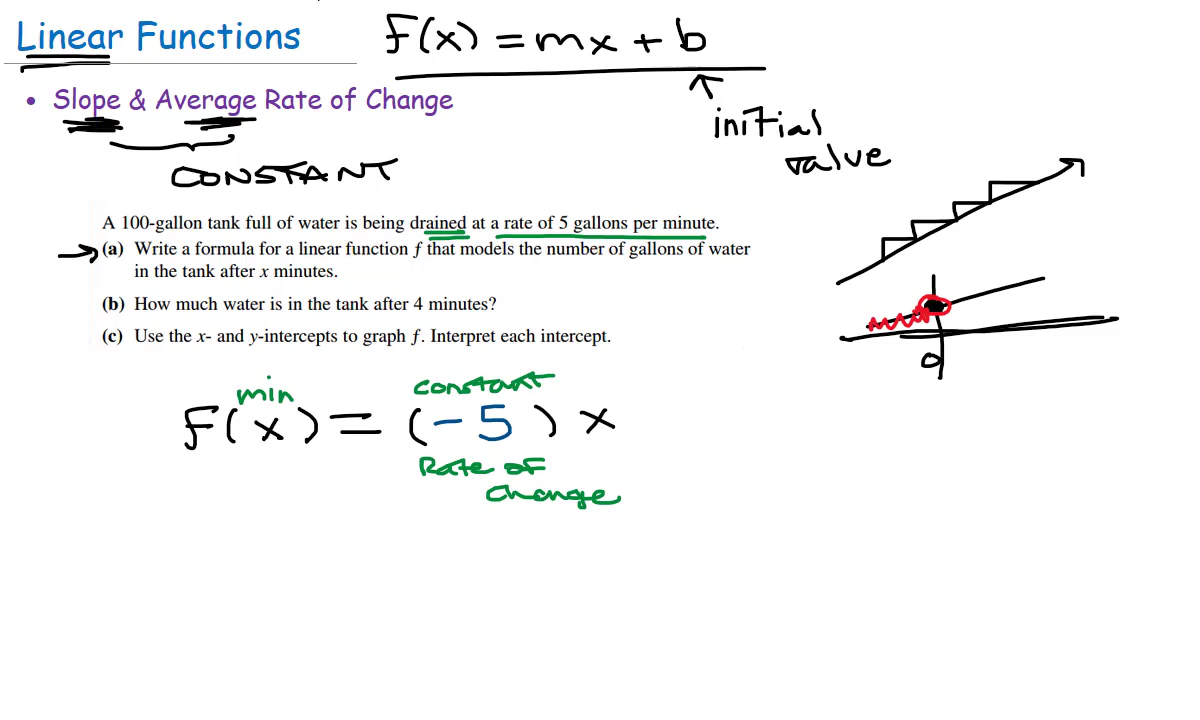 Linear Functions
F(x) = mx + b
• Slope & Average Rate of Change
initial
value
CONSTANT
A 100-gallon tank full of water is being drained at a rate of 5 gallons per minute.
(a) Write a formula for a linear function f that models the number of gallons of water
in the tank after x minutes.
(b) How much water is in the tank after 4 minutes?
(c) Use the x- and y-intercepts to graph f. Interpret each intercept.
0
min
constant
F(x) = (-5)x
Rate of
change